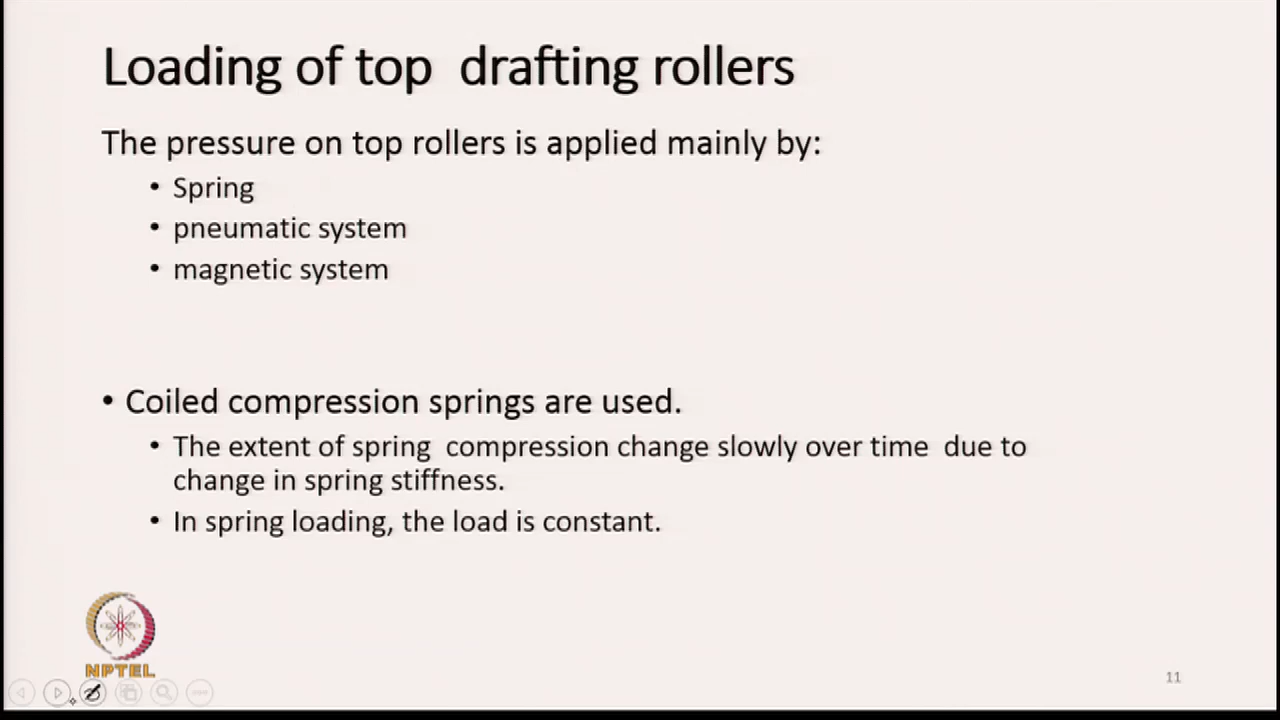 Loading of top drafting rollers
The pressure on top rollers is applied mainly by:
• Spring
• pneumatic system
• magnetic system
• Coiled compression springs are used.
• The extent of spring compression change slowly over time due to
change in spring stiffness.
• In spring loading, the load is constant.
NPTEL
11